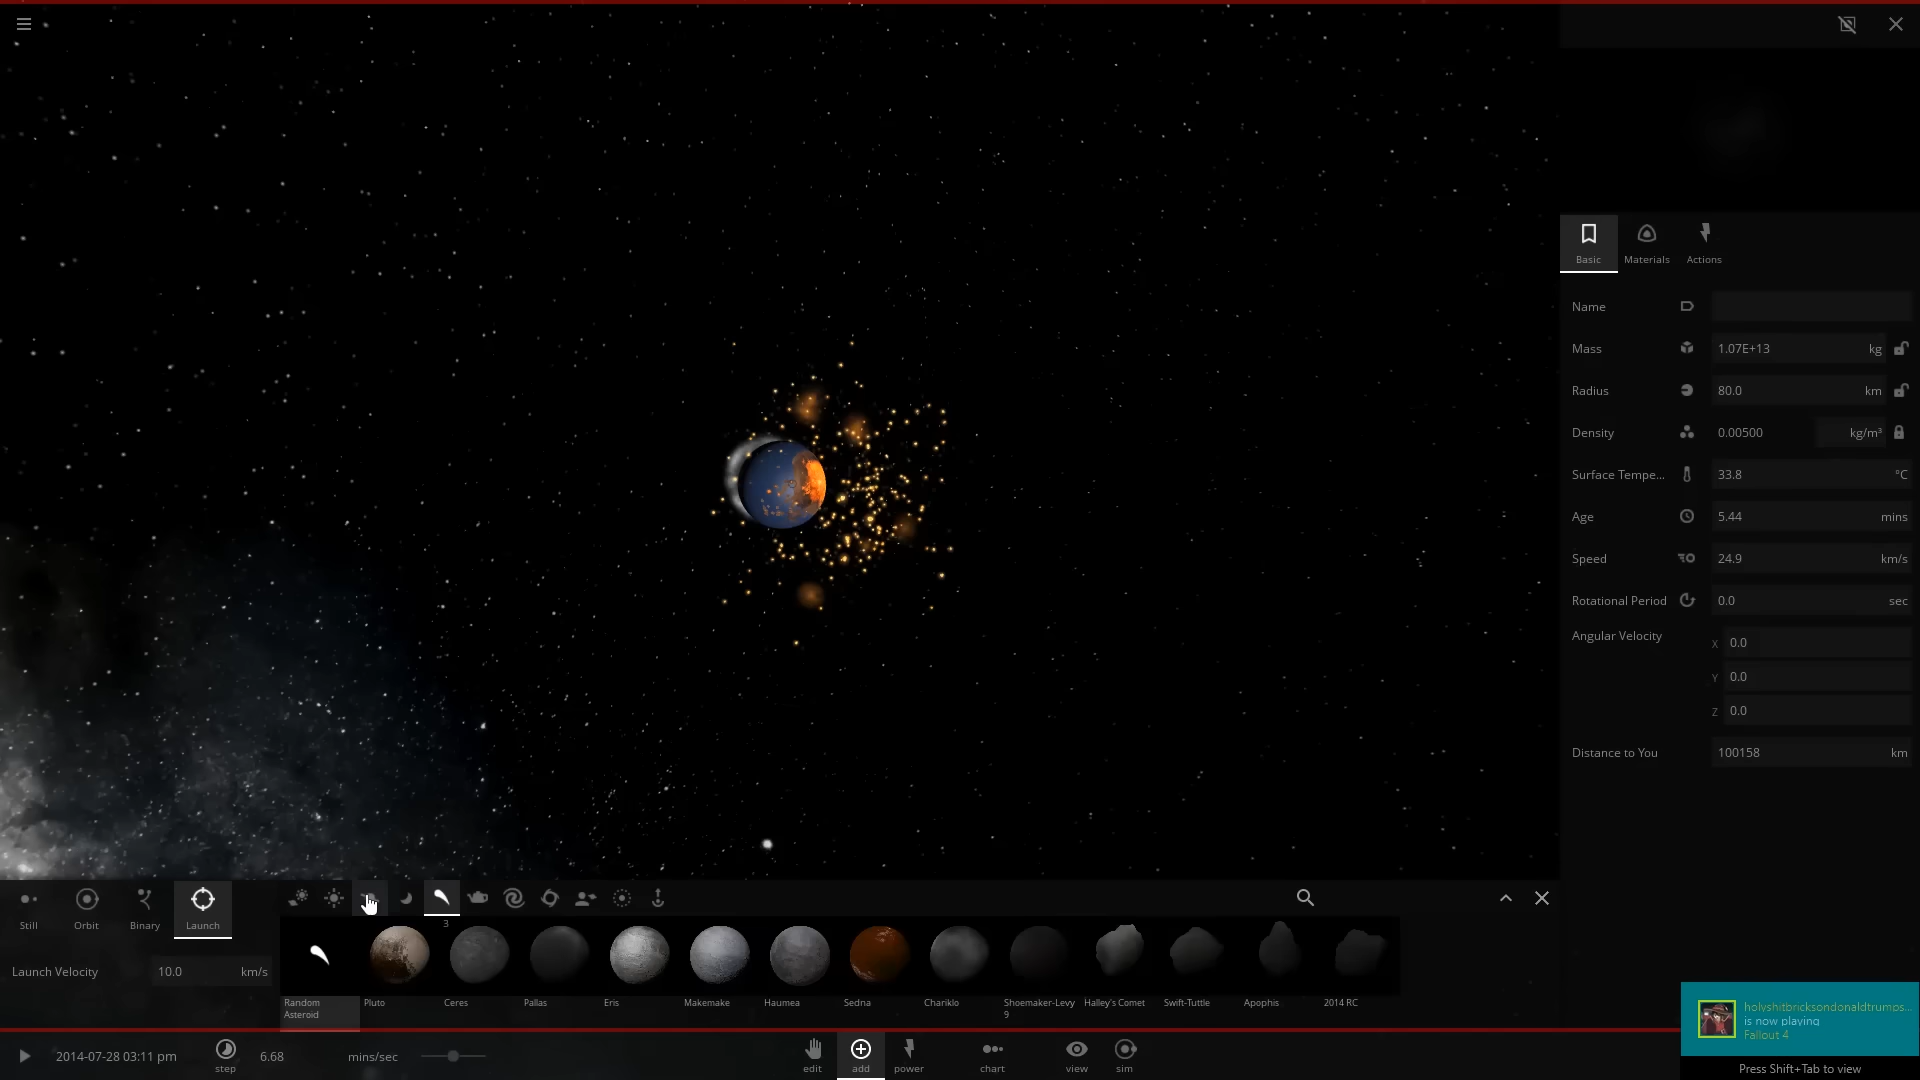 Basic
Materials
Actions
Name
Mass
1.07E+13
kg
Radius
80.0
km
Density
0.00500
kg/m³
Surface Tempe...
33.8
°C
Age
5.44
mins
Speed
24.9
km/s
Rotational Period
0.0
sec
Angular Velocity
X
0.0
Y
0.0
Z
0.0
Distance to You
100158
km
Still
Orbit
Binary
Launch
3
Launch Velocity
10.0
km/s
Random
Asteroid
Pluto
Ceres
Pallas
Eris
Makemake
Haumea
Sedna
Chariklo
Shoemaker-Levy
9
Halley's Comet
Swift-Tuttle
Apophis
2014 RC
holyshitbricksondonaldtrumps...
is now playing
Fallout 4
Press Shift+Tab to view
2014-07-28 03:11 pm
step
6.68
mins/sec
edit
add
power
chart
view
sim